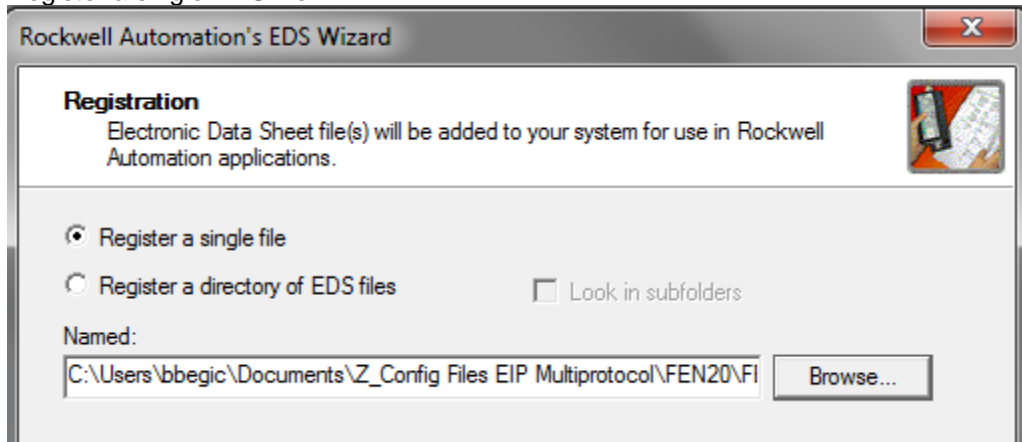 Rockwell Automation's EDS Wizard
X
Registration
Electronic Data Sheet file(s) will be added to your system for use in Rockwell
Automation applications.
Register a single file
Register a directory of EDS files
Look in subfolders
Named:
C:\Users\bbegic\Documents\Z_Config Files EIP Multiprotocol\FEN20\FI
Browse...